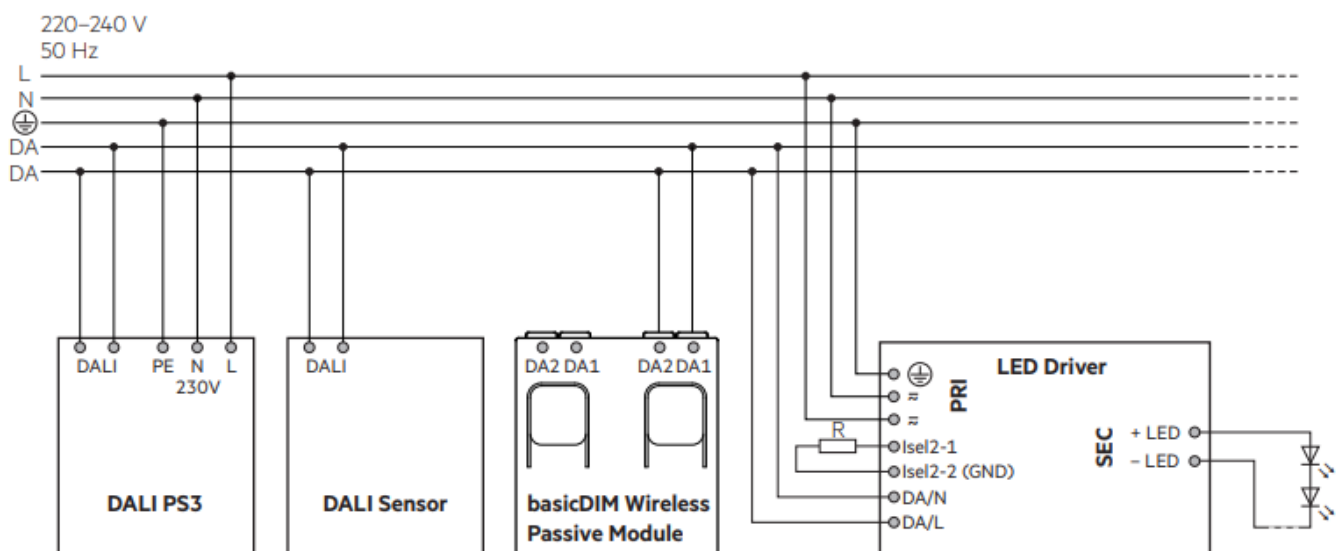 220–240 V
50 Hz
L
N
DA
DA
DALI PE N L
230V
DALI PS3
DALI
DALI Sensor
DA2 DA1 DA2 DA1
basicDIM Wireless
Passive Module
LED Driver
PRI
≂
≂
R
Isel2-1
Isel2-2 (GND)
DA/N
DA/L
SEC
+ LED
– LED